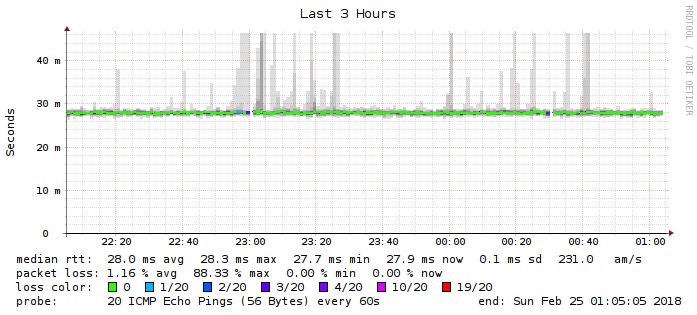 Last 3 Hours
RRDTOOL / TOBI OETIKER
Seconds
40 m
30 m
20 m
10 m
0
22:20 22:40 23:00 23:20 23:40 00:00 00:20 00:40 01:00
median rtt: 28.0 ms avg 28.3 ms max 27.7 ms min 27.9 ms now 0.1 ms sd 231.0 am/s
packet loss: 1.16 % avg 88.33 % max 0.00 % min 0.00 % now
loss color: 0 1/20 2/20 3/20 4/20 10/20 19/20
probe: 20 ICMP Echo Pings (56 Bytes) every 60s end: Sun Feb 25 01:05:05 2018